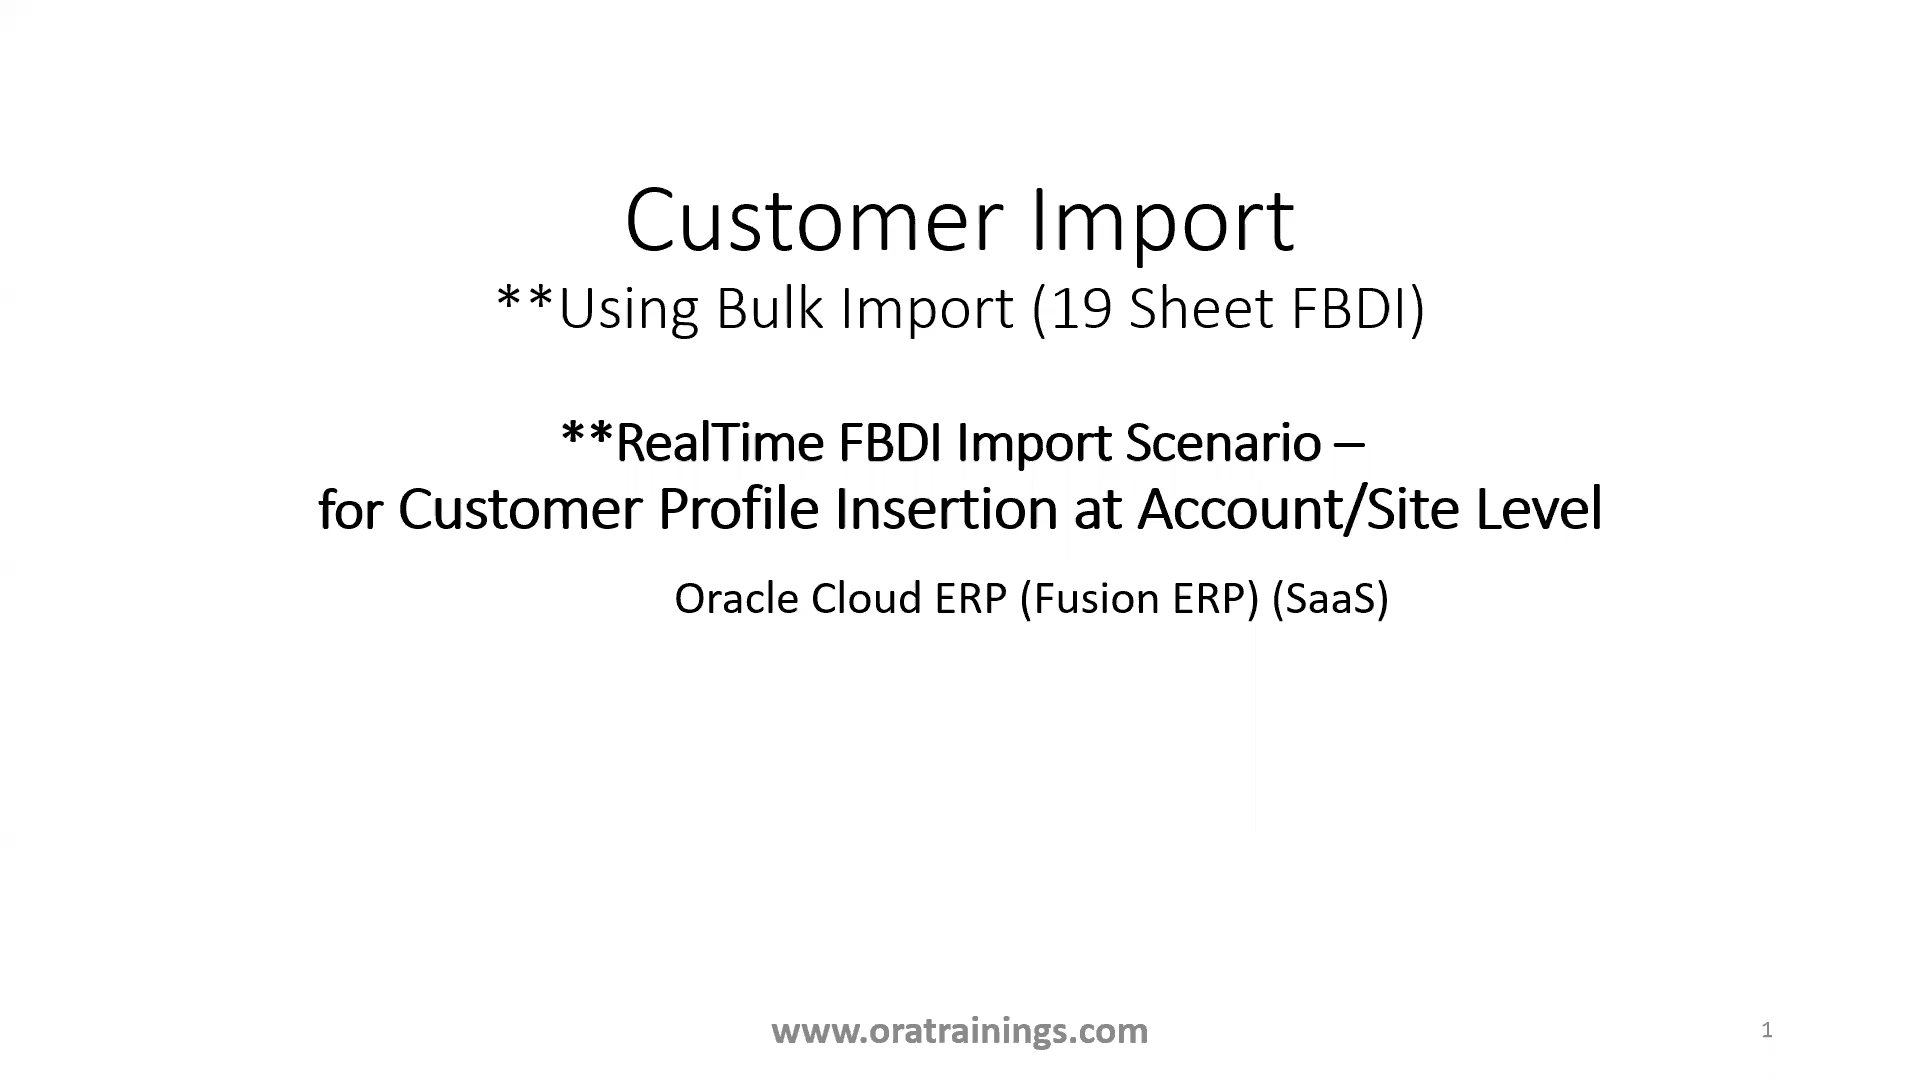 Customer Import
**Using Bulk Import (19 Sheet FBDI)
**RealTime FBDI Import Scenario –
for Customer Profile Insertion at Account/Site Level
Oracle Cloud ERP (Fusion ERP) (SaaS)
www.oratrainings.com
1